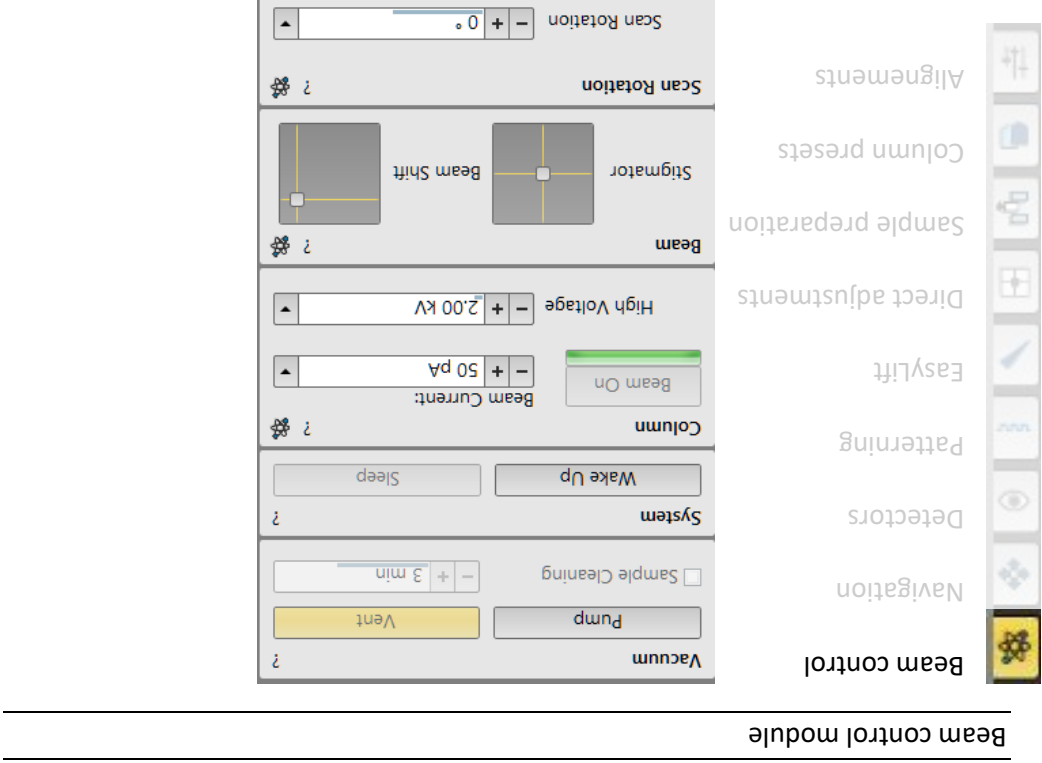 Beam control module
Beam control
Navigation
Detectors
Patterning
EasyLift
Direct adjustments
Sample preparation
Column presets
Alignements
Vacuum ?
Pump Vent
Sample Cleaning - + 3 min
System ?
Wake Up Sleep
Column ?
Beam Current:
Beam On - + 50 pA
High Voltage - + 2.00 kV
Beam ?
Stigmator Beam Shift
Scan Rotation ?
Scan Rotation - + 0 °